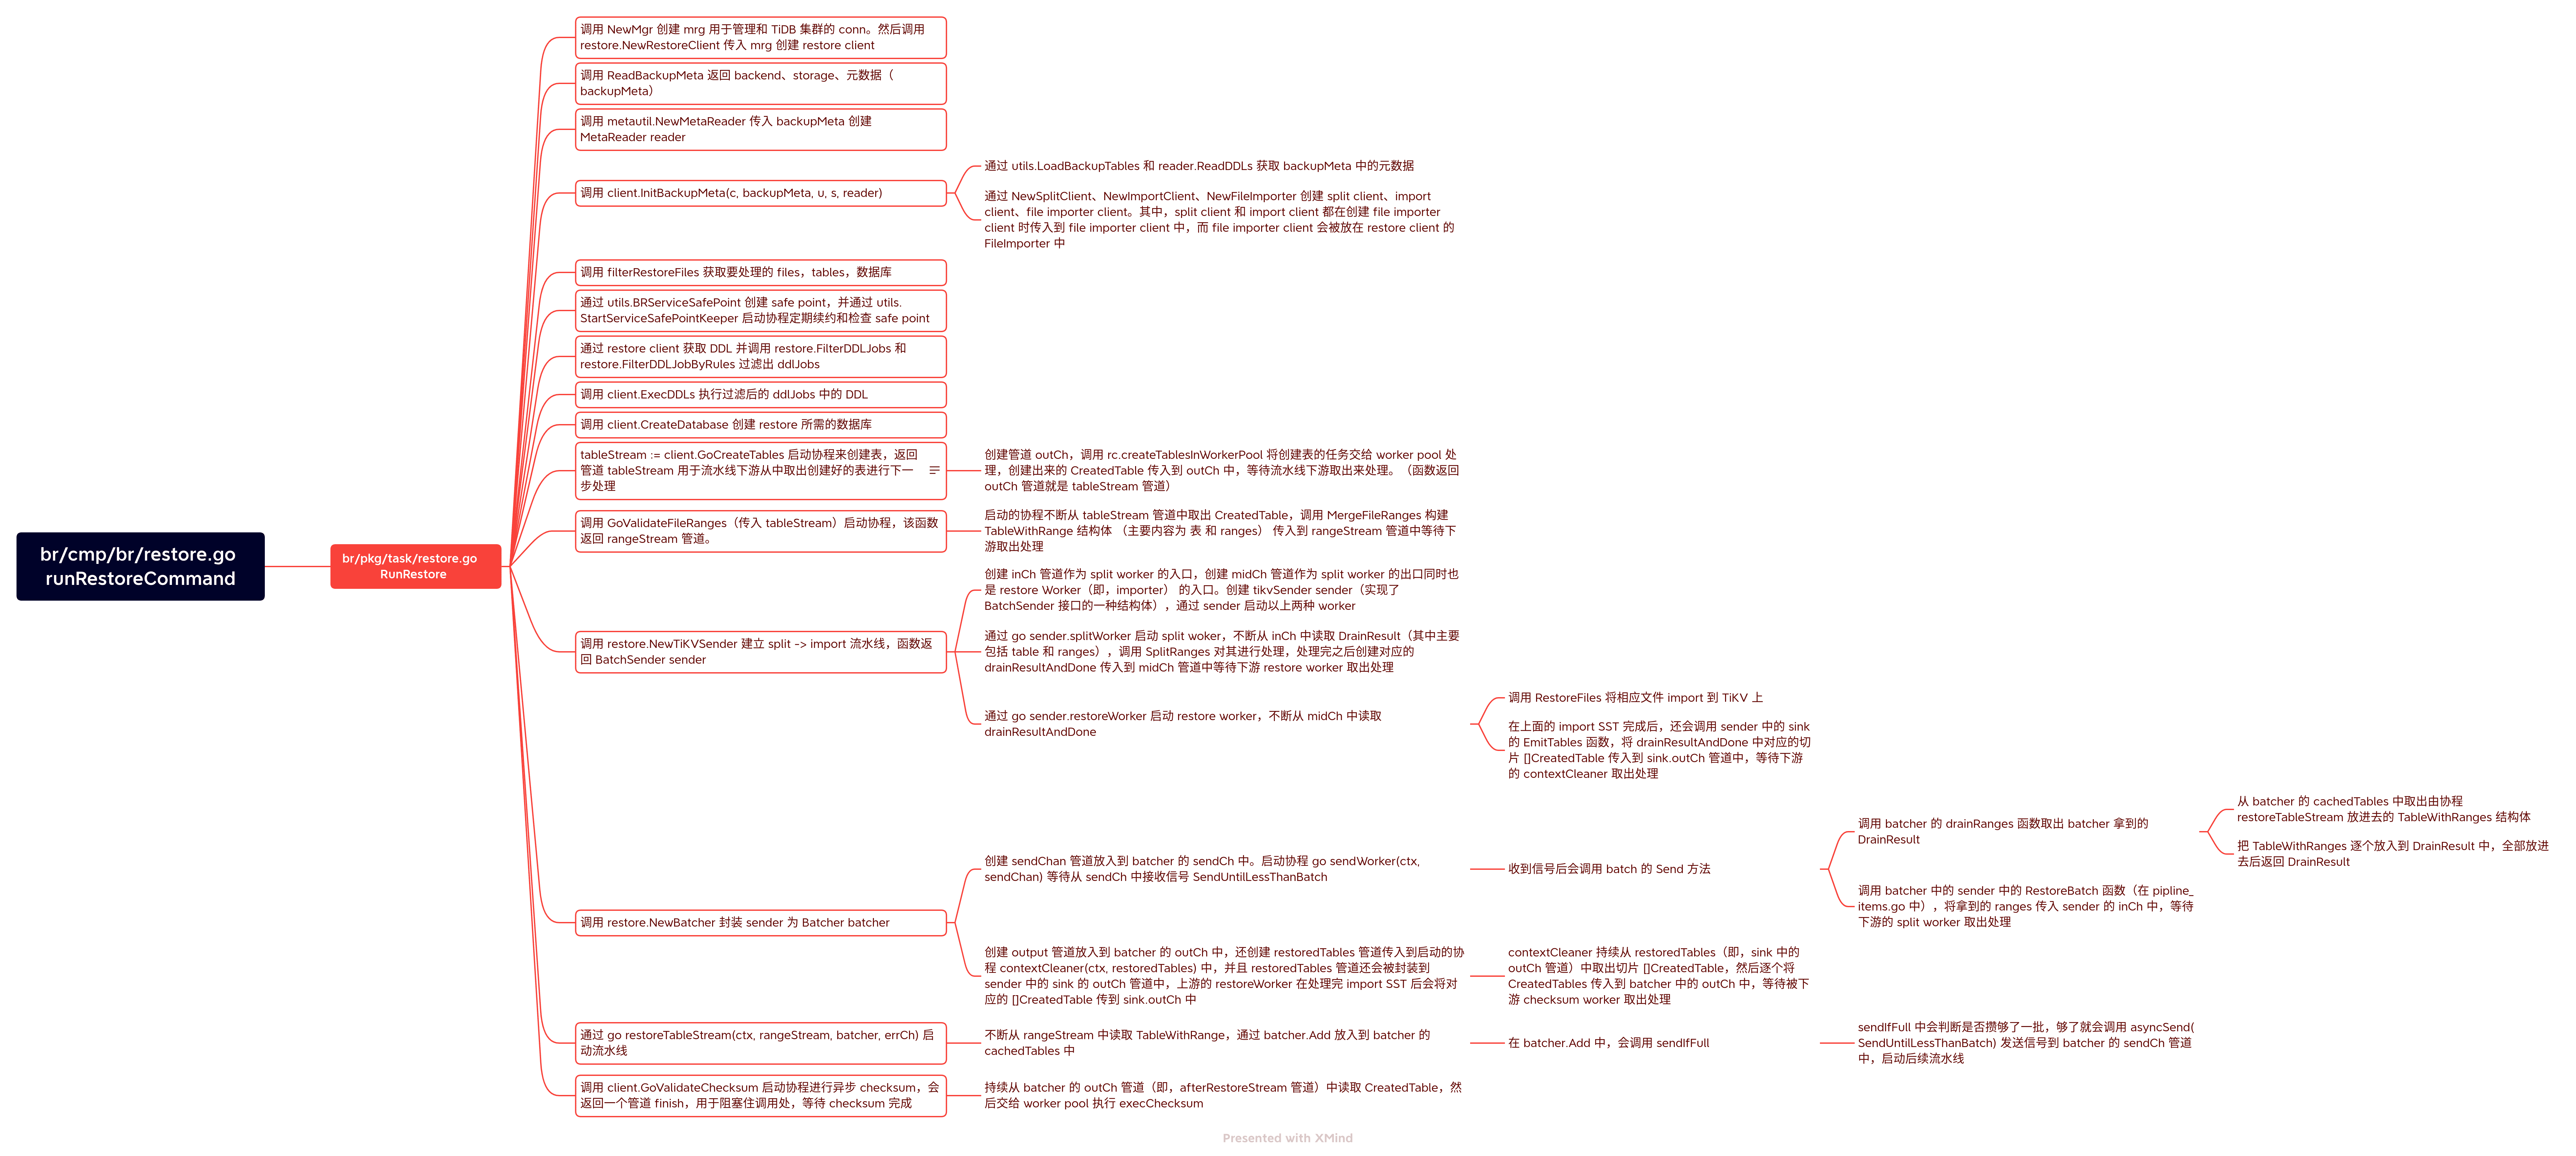 br/cmp/br/restore.go
runRestoreCommand
br/pkg/task/restore.go
RunRestore
调用 NewMgr 创建 mrg 用于管理和 TiDB 集群的 conn。然后调用
restore.NewRestoreClient 传入 mrg 创建 restore client
调用 ReadBackupMeta 返回 backend、storage、元数据（
backupMeta）
调用 metautil.NewMetaReader 传入 backupMeta 创建
MetaReader reader
调用 client.InitBackupMeta(c, backupMeta, u, s, reader)
通过 utils.LoadBackupTables 和 reader.ReadDDLs 获取 backupMeta 中的元数据
通过 NewSplitClient、NewImportClient、NewFileImporter 创建 split client、import
client、file importer client。其中，split client 和 import client 都在创建 file importer
client 时传入到 file importer client 中，而 file importer client 会被放在 restore client 的
FileImporter 中
调用 filterRestoreFiles 获取要处理的 files，tables，数据库
通过 utils.BRServiceSafePoint 创建 safe point，并通过 utils.
StartServiceSafePointKeeper 启动协程定期续约和检查 safe point
通过 restore client 获取 DDL 并调用 restore.FilterDDLJobs 和
restore.FilterDDLJobByRules 过滤出 ddlJobs
调用 client.ExecDDLs 执行过滤后的 ddlJobs 中的 DDL
调用 client.CreateDatabase 创建 restore 所需的数据库
tableStream := client.GoCreateTables 启动协程来创建表，返回
管道 tableStream 用于流水线下游从中取出创建好的表进行下一
步处理
创建管道 outCh，调用 rc.createTablesInWorkerPool 将创建表的任务交给 worker pool 处
理，创建出来的 CreatedTable 传入到 outCh 中，等待流水线下游取出来处理。（函数返回
outCh 管道就是 tableStream 管道）
调用 GoValidateFileRanges（传入 tableStream）启动协程，该函数
返回 rangeStream 管道。
启动的协程不断从 tableStream 管道中取出 CreatedTable，调用 MergeFileRanges 构建
TableWithRange 结构体 （主要内容为 表 和 ranges） 传入到 rangeStream 管道中等待下
游取出处理
调用 restore.NewTiKVSender 建立 split -> import 流水线，函数返
回 BatchSender sender
创建 inCh 管道作为 split worker 的入口，创建 midCh 管道作为 split worker 的出口同时也
是 restore Worker（即，importer） 的入口。创建 tikvSender sender（实现了
BatchSender 接口的一种结构体），通过 sender 启动以上两种 worker
通过 go sender.splitWorker 启动 split woker，不断从 inCh 中读取 DrainResult（其中主要
包括 table 和 ranges），调用 SplitRanges 对其进行处理，处理完之后创建对应的
drainResultAndDone 传入到 midCh 管道中等待下游 restore worker 取出处理
通过 go sender.restoreWorker 启动 restore worker，不断从 midCh 中读取
drainResultAndDone
调用 RestoreFiles 将相应文件 import 到 TiKV 上
在上面的 import SST 完成后，还会调用 sender 中的 sink
的 EmitTables 函数，将 drainResultAndDone 中对应的切
片 []CreatedTable 传入到 sink.outCh 管道中，等待下游
的 contextCleaner 取出处理
调用 restore.NewBatcher 封装 sender 为 Batcher batcher
创建 sendChan 管道放入到 batcher 的 sendCh 中。启动协程 go sendWorker(ctx,
sendChan) 等待从 sendCh 中接收信号 SendUntilLessThanBatch
收到信号后会调用 batch 的 Send 方法
调用 batcher 的 drainRanges 函数取出 batcher 拿到的
DrainResult
从 batcher 的 cachedTables 中取出由协程
restoreTableStream 放进去的 TableWithRanges 结构体
把 TableWithRanges 逐个放入到 DrainResult 中，全部放进
去后返回 DrainResult
调用 batcher 中的 sender 中的 RestoreBatch 函数（在 pipline_
items.go 中），将拿到的 ranges 传入 sender 的 inCh 中，等待
下游的 split worker 取出处理
创建 output 管道放入到 batcher 的 outCh 中，还创建 restoredTables 管道传入到启动的协
程 contextCleaner(ctx, restoredTables) 中，并且 restoredTables 管道还会被封装到
sender 中的 sink 的 outCh 管道中，上游的 restoreWorker 在处理完 import SST 后会将对
应的 []CreatedTable 传到 sink.outCh 中
contextCleaner 持续从 restoredTables（即，sink 中的
outCh 管道）中取出切片 []CreatedTable，然后逐个将
CreatedTables 传入到 batcher 中的 outCh 中，等待被下
游 checksum worker 取出处理
通过 go restoreTableStream(ctx, rangeStream, batcher, errCh) 启
动流水线
不断从 rangeStream 中读取 TableWithRange，通过 batcher.Add 放入到 batcher 的
cachedTables 中
在 batcher.Add 中，会调用 sendIfFull
sendIfFull 中会判断是否攒够了一批，够了就会调用 asyncSend(
SendUntilLessThanBatch) 发送信号到 batcher 的 sendCh 管道
中，启动后续流水线
调用 client.GoValidateChecksum 启动协程进行异步 checksum，会
返回一个管道 finish，用于阻塞住调用处，等待 checksum 完成
持续从 batcher 的 outCh 管道（即，afterRestoreStream 管道）中读取 CreatedTable，然
后交给 worker pool 执行 execChecksum
Presented with XMind